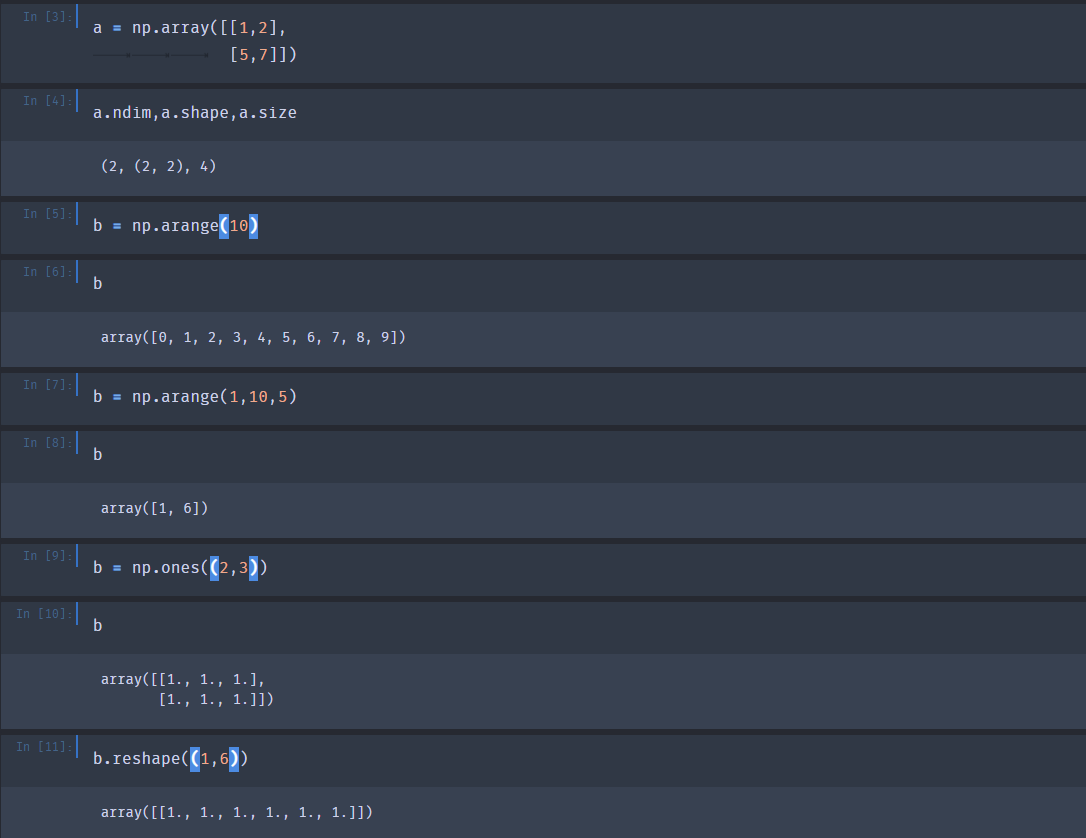 In [3]:
a = np.array([[1,2],
[5,7]])
In [4]:
a.ndim,a.shape,a.size
(2, (2, 2), 4)
In [5]:
b = np.arange(10)
In [6]:
b
array([0, 1, 2, 3, 4, 5, 6, 7, 8, 9])
In [7]:
b = np.arange(1,10,5)
In [8]:
b
array([1, 6])
In [9]:
b = np.ones((2,3))
In [10]:
b
array([[1., 1., 1.],
[1., 1., 1.]])
In [11]:
b.reshape((1,6))
array([[1., 1., 1., 1., 1., 1.]])